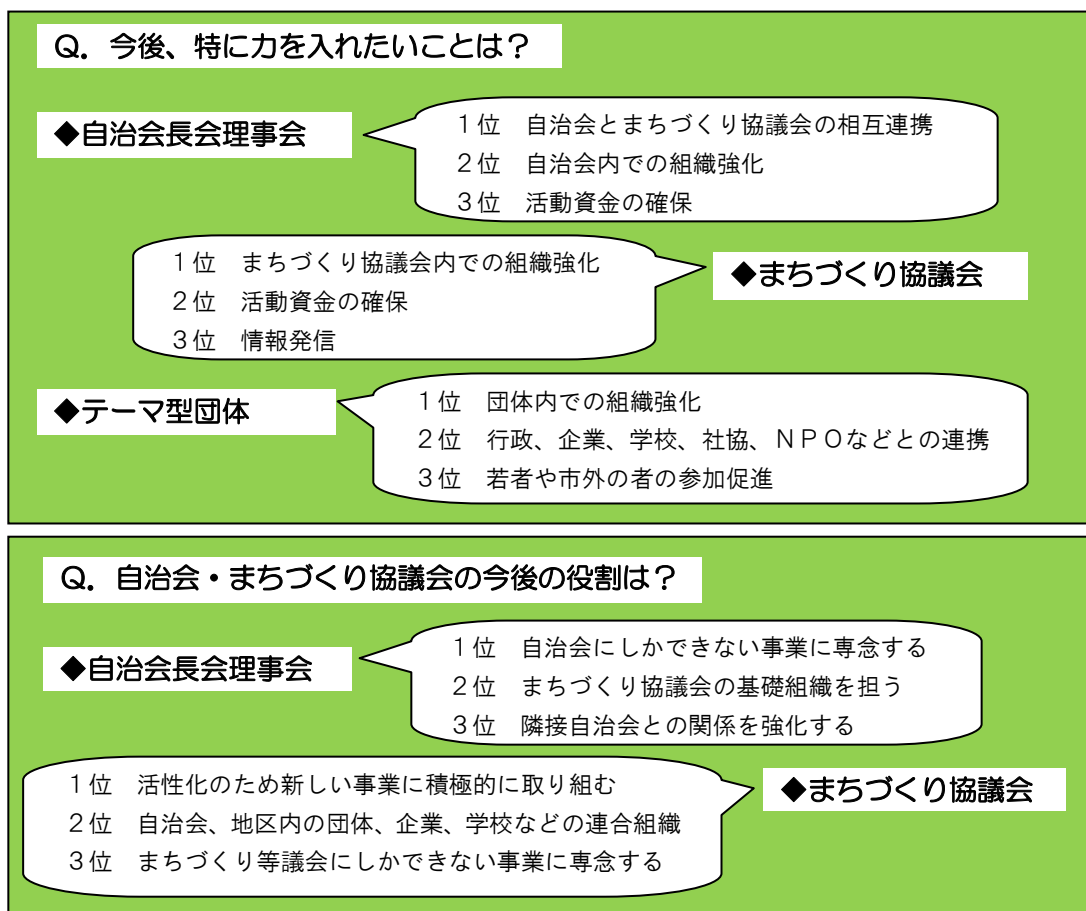 Q．今後、特に力を入れたいことは？
◆自治会長会理事会
１位　自治会とまちづくり協議会の相互連携
２位　自治会内での組織強化
３位　活動資金の確保
１位　まちづくり協議会内での組織強化
２位　活動資金の確保
３位　情報発信
◆まちづくり協議会
◆テーマ型団体
１位　団体内での組織強化
２位　行政、企業、学校、社協、ＮＰＯなどとの連携
３位　若者や市外の者の参加促進
Q．自治会・まちづくり協議会の今後の役割は？
◆自治会長会理事会
１位　自治会にしかできない事業に専念する
２位　まちづくり協議会の基礎組織を担う
３位　隣接自治会との関係を強化する
１位　活性化のため新しい事業に積極的に取り組む
２位　自治会、地区内の団体、企業、学校などの連合組織
３位　まちづくり等議会にしかできない事業に専念する
◆まちづくり協議会